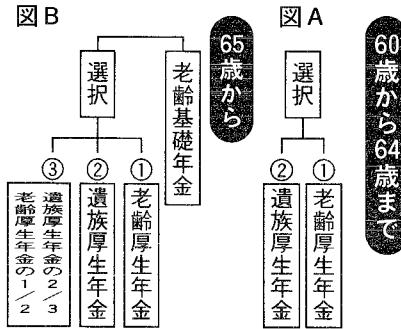 60歳から64歳まで
図A
選択
①
老齢厚生年金
②
遺族厚生年金
65歳から
図B
老齢基礎年金
選択
①
老齢厚生年金
②
遺族厚生年金
③
遺族厚生年金の2/3
老齢厚生年金の1/2